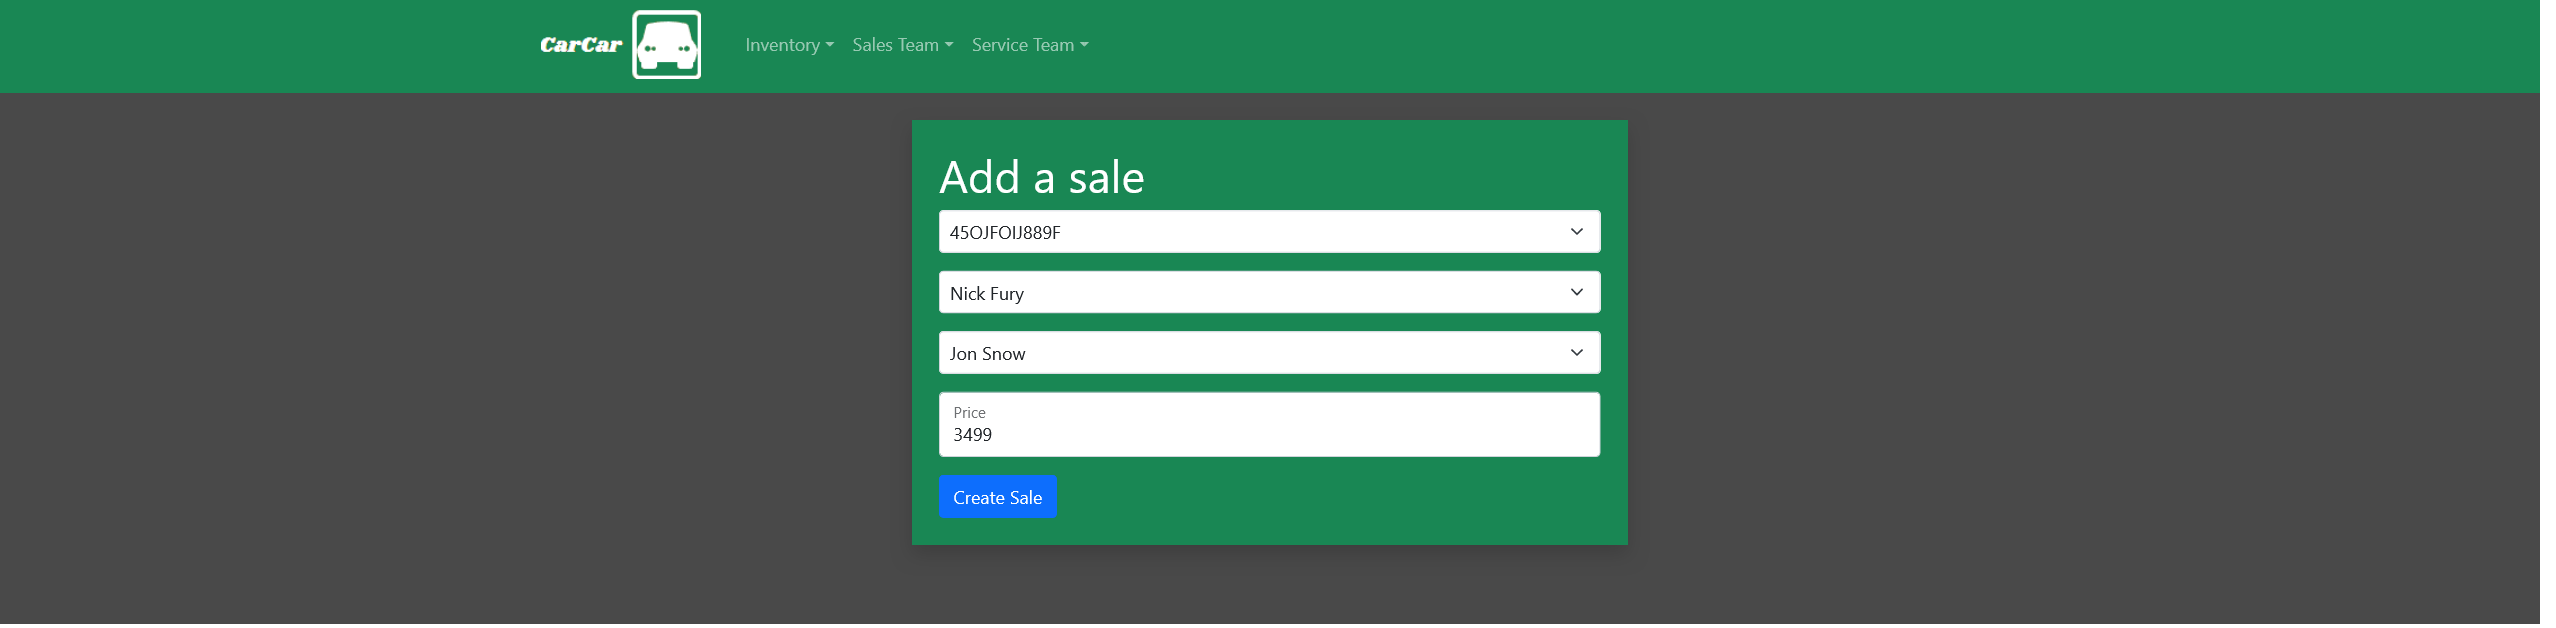 CarCar Inventory Sales Team Service Team
Add a sale
45OJFOIJ889F
Nick Fury
Jon Snow
Price
3499
Create Sale